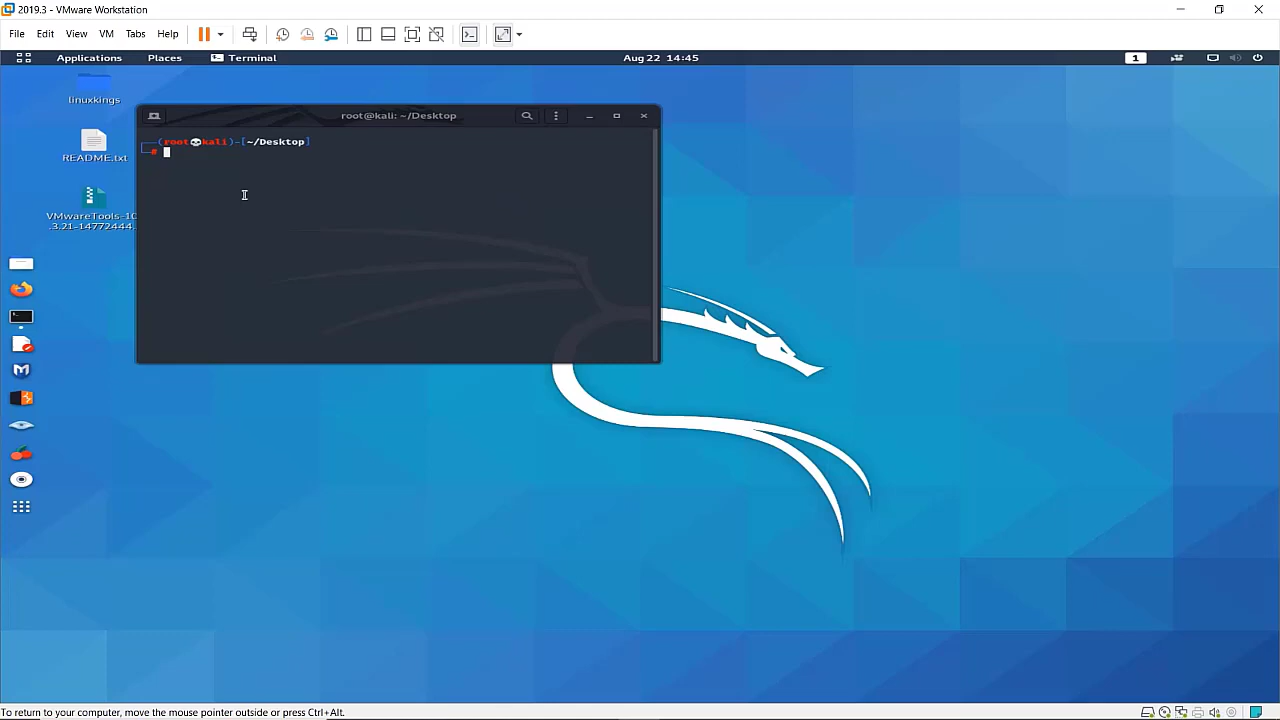 2019.3 - VMware Workstation
File Edit View VM Tabs Help
Applications Places Terminal
Aug 22 14:45
1
linuxkings
README.txt
VMwareTools-10
.3.21-14772444.
root@kali: ~/Desktop
(root💀kali)-[~/Desktop]
#
To return to your computer, move the mouse pointer outside or press Ctrl+Alt.